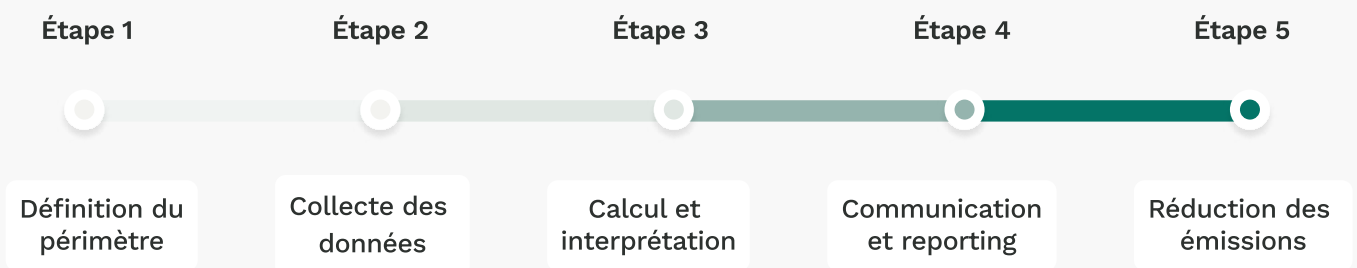 Étape 1
Étape 2
Étape 3
Étape 4
Étape 5
Définition du
périmètre
Collecte des
données
Calcul et
interprétation
Communication
et reporting
Réduction des
émissions